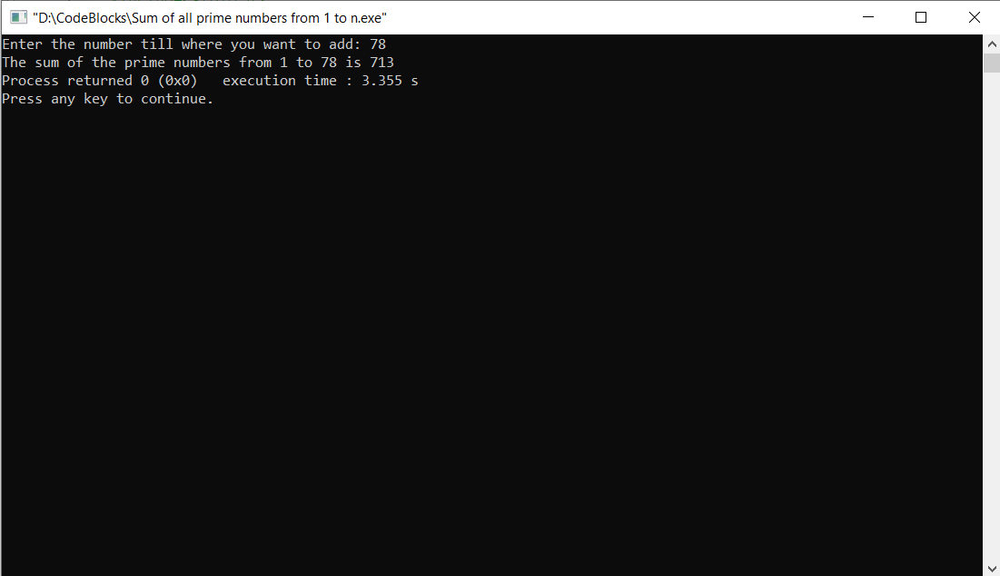 "D:\CodeBlocks\Sum of all prime numbers from 1 to n.exe"
Enter the number till where you want to add: 78
The sum of the prime numbers from 1 to 78 is 713
Process returned 0 (0x0)   execution time : 3.355 s
Press any key to continue.